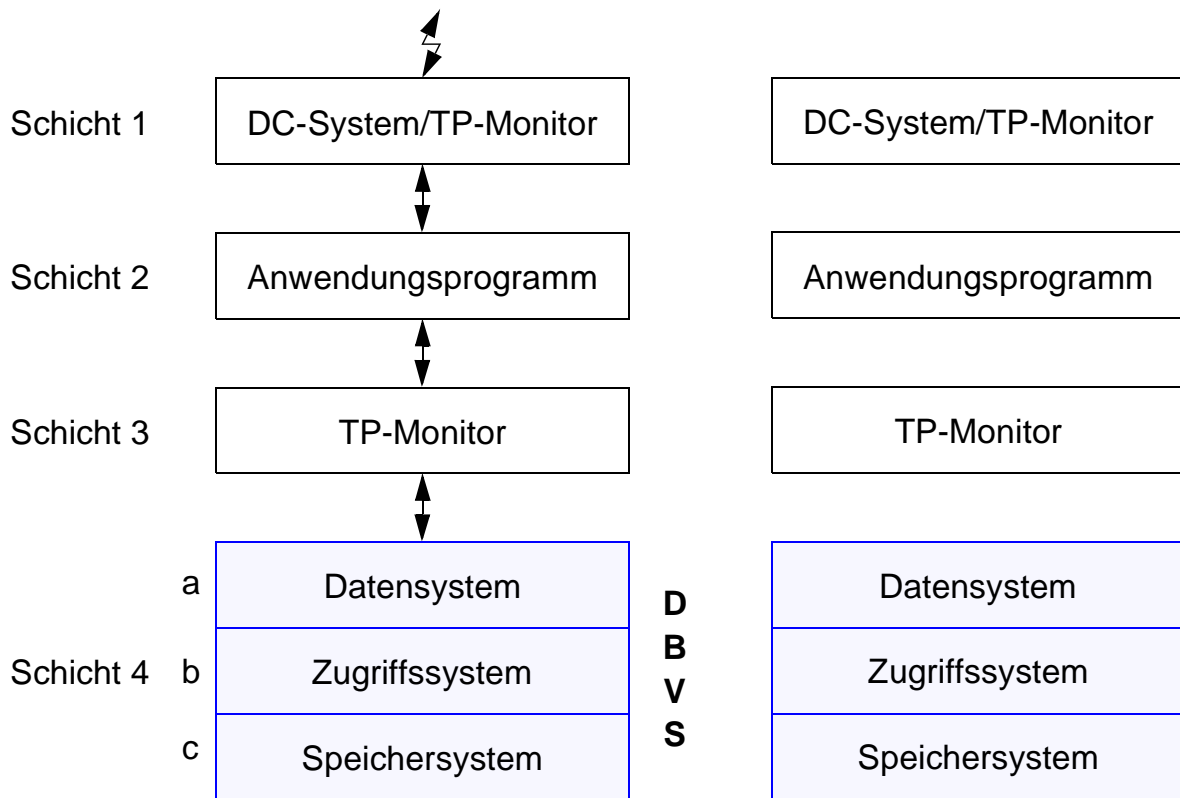 Schicht 1 DC-System/TP-Monitor DC-System/TP-Monitor
Schicht 2 Anwendungsprogramm Anwendungsprogramm
Schicht 3 TP-Monitor TP-Monitor
a Datensystem D Datensystem
B
Schicht 4 b Zugriffssystem Zugriffssystem
V
c Speichersystem S Speichersystem